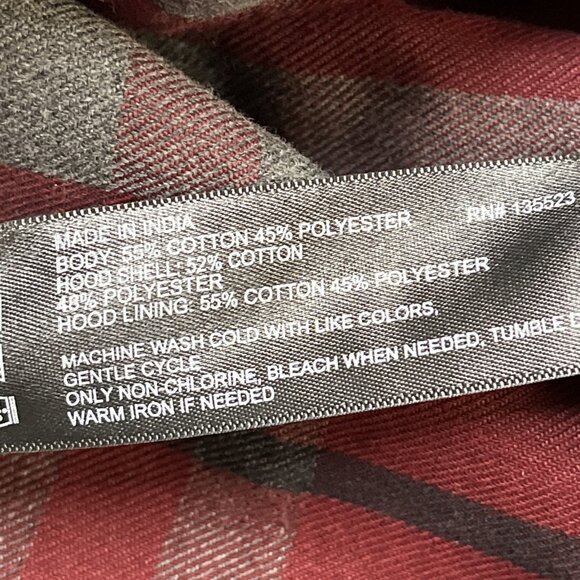 MADE IN INDIA
RN# 135523
BODY: 55% COTTON 45% POLYESTER
HOOD SHELL: 52% COTTON
48% POLYESTER
HOOD LINING: 55% COTTON 45% POLYESTER
MACHINE WASH COLD WITH LIKE COLORS,
GENTLE CYCLE
ONLY NON-CHLORINE, BLEACH WHEN NEEDED, TUMBLE
WARM IRON IF NEEDED